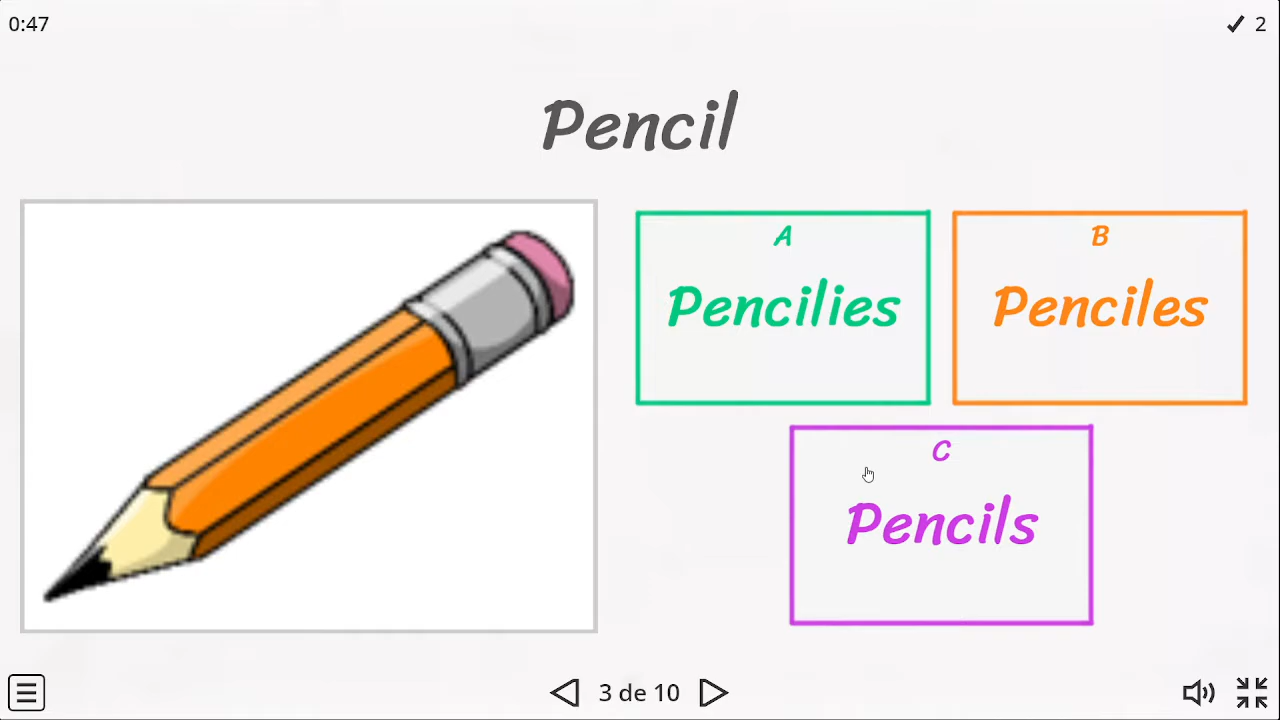 0:47
✓ 2
Pencil
A
Pencilies
B
Penciles
C
Pencils
3 de 10